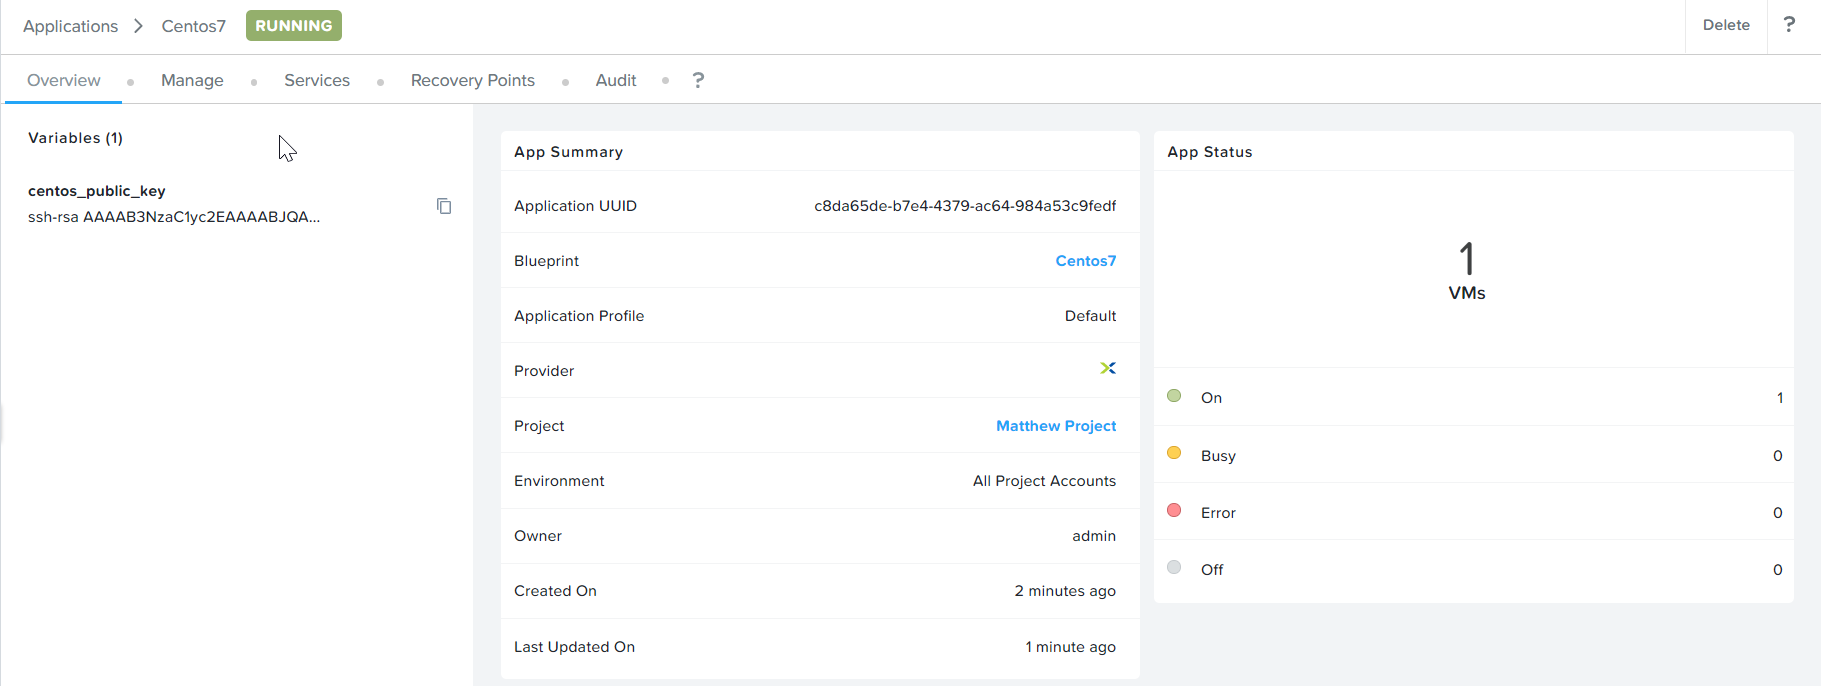 Applications > Centos7 RUNNING Delete ?
Overview Manage Services Recovery Points Audit ?
Variables (1)
centos_public_key
ssh-rsa AAAAB3NzaC1yc2EAAAABJQA...
App Summary
Application UUID c8da65de-b7e4-4379-ac64-984a53c9fedf
Blueprint Centos7
Application Profile Default
Provider
Project Matthew Project
Environment All Project Accounts
Owner admin
Created On 2 minutes ago
Last Updated On 1 minute ago
App Status
1
VMs
On 1
Busy 0
Error 0
Off 0